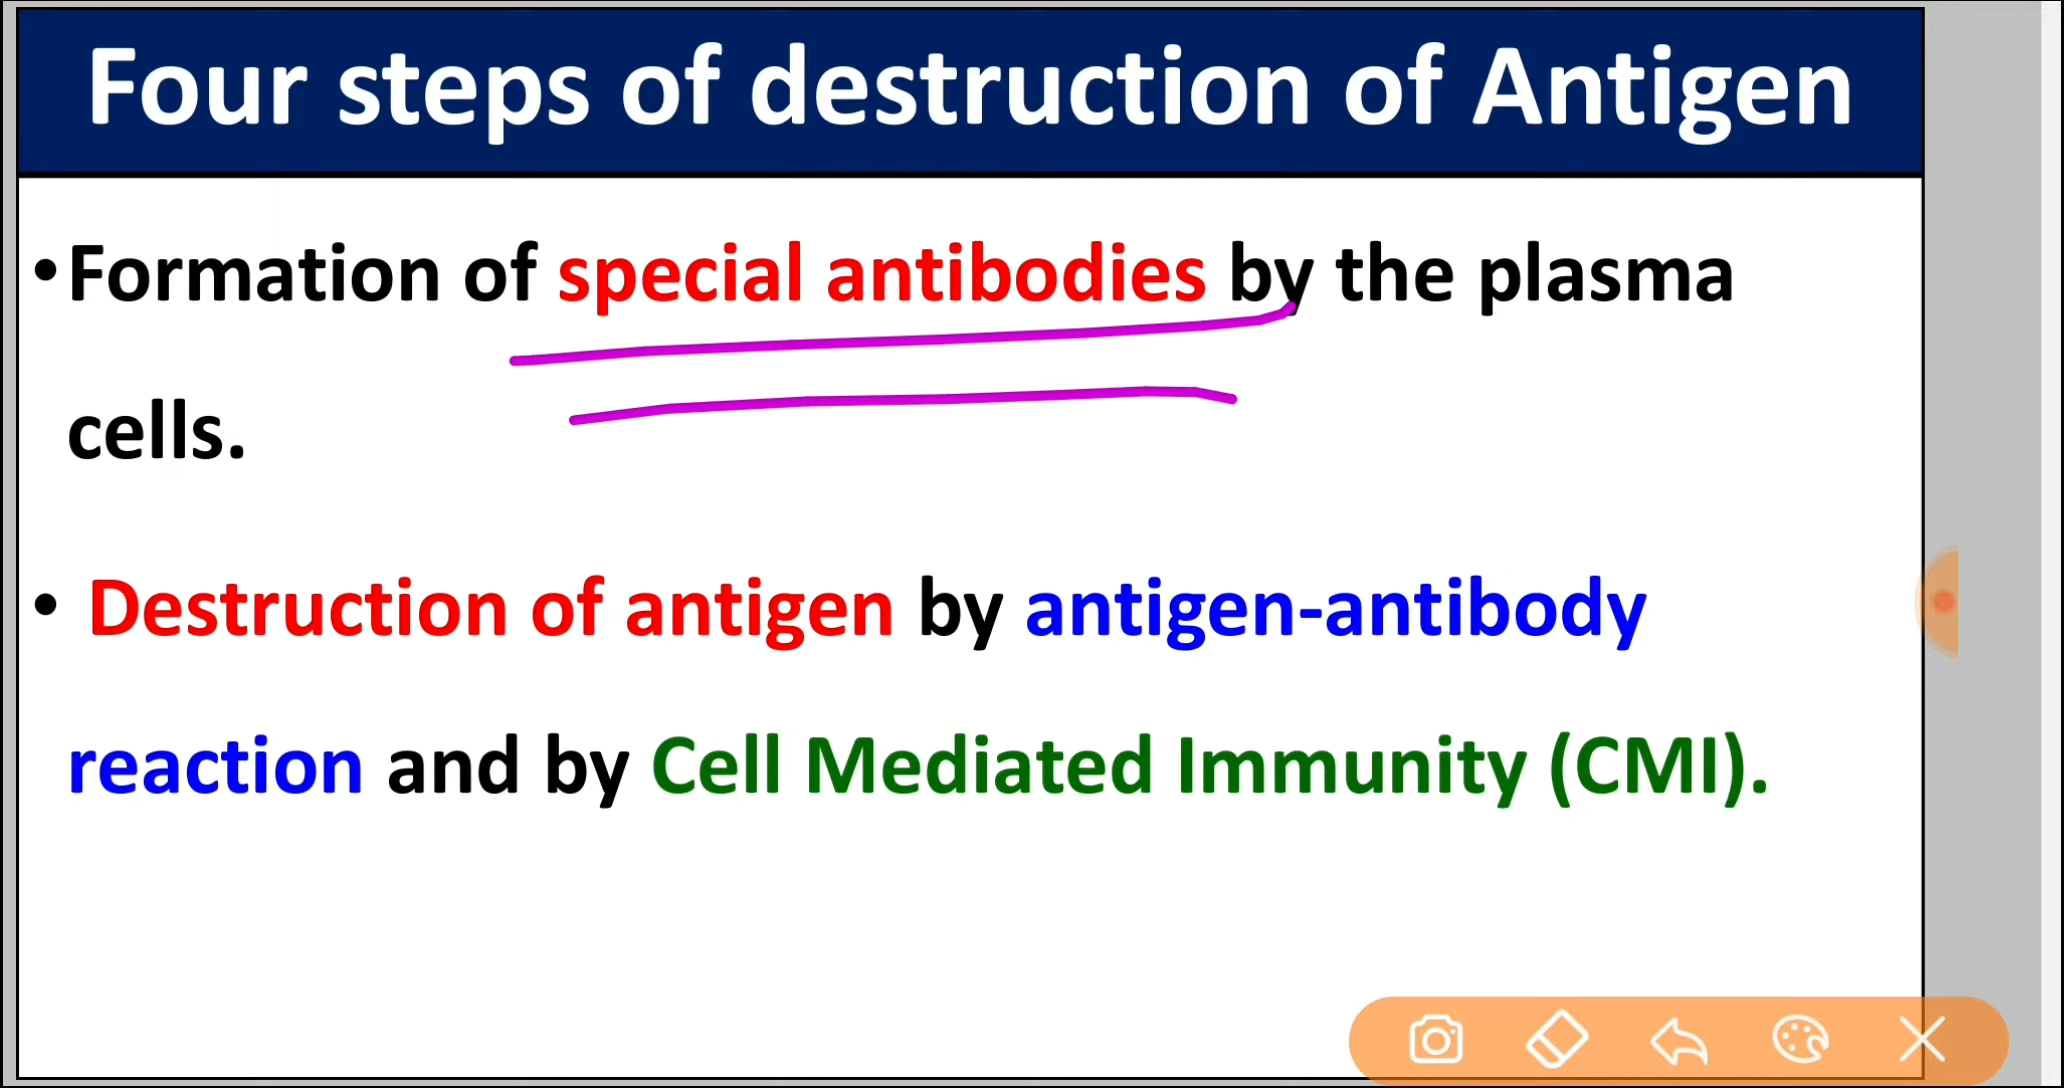 Four steps of destruction of Antigen
•Formation of special antibodies by the plasma
cells.
• Destruction of antigen by antigen-antibody
reaction and by Cell Mediated Immunity (CMI).